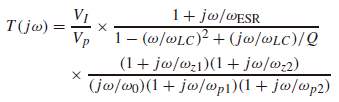 T(jω) = V_I / V_p × (1 + jω/ω_ESR) / (1 − (ω/ω_LC)² + (jω/ω_LC)/Q)
× (1 + jω/ω_z1)(1 + jω/ω_z2) / ((jω/ω_0)(1 + jω/ω_p1)(1 + jω/ω_p2))